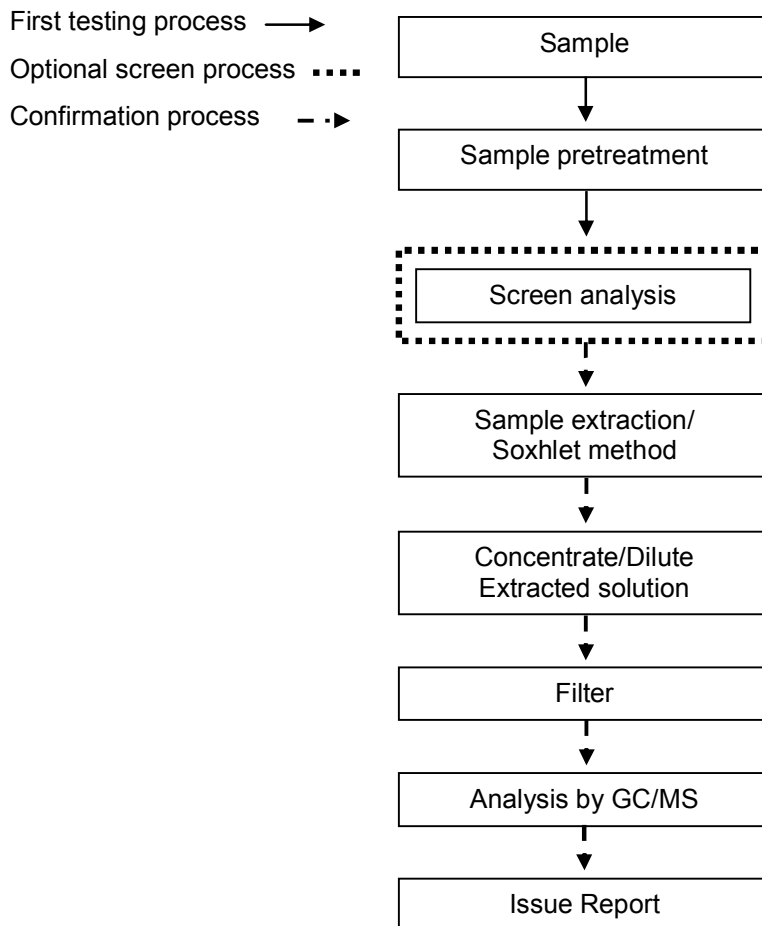 First testing process
Optional screen process
Confirmation process
Sample
Sample pretreatment
Screen analysis
Sample extraction/
Soxhlet method
Concentrate/Dilute
Extracted solution
Filter
Analysis by GC/MS
Issue Report